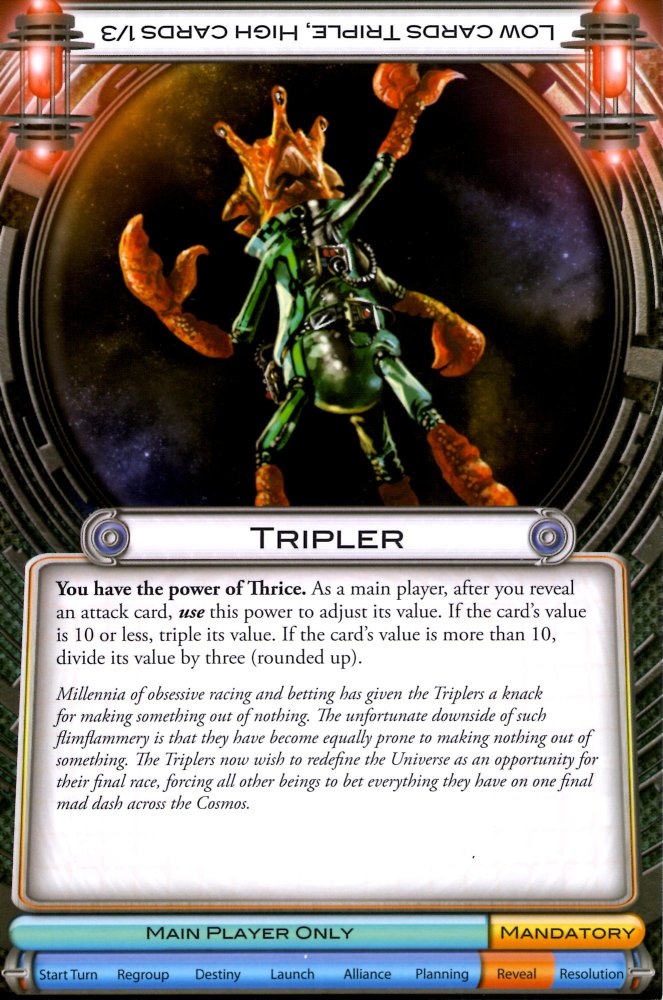 Low cards Triple, High cards 1/3
Tripler
You have the power of Thrice. As a main player, after you reveal
an attack card, use this power to adjust its value. If the card's value
is 10 or less, triple its value. If the card's value is more than 10,
divide its value by three (rounded up).
Millennia of obsessive racing and betting has given the Triplers a knack
for making something out of nothing. The unfortunate downside of such
flimflammery is that they have become equally prone to making nothing out of
something. The Triplers now wish to redefine the Universe as an opportunity for
their final race, forcing all other beings to bet everything they have on one final
mad dash across the Cosmos.
Main Player Only Mandatory
Start Turn Regroup Destiny Launch Alliance Planning Reveal Resolution